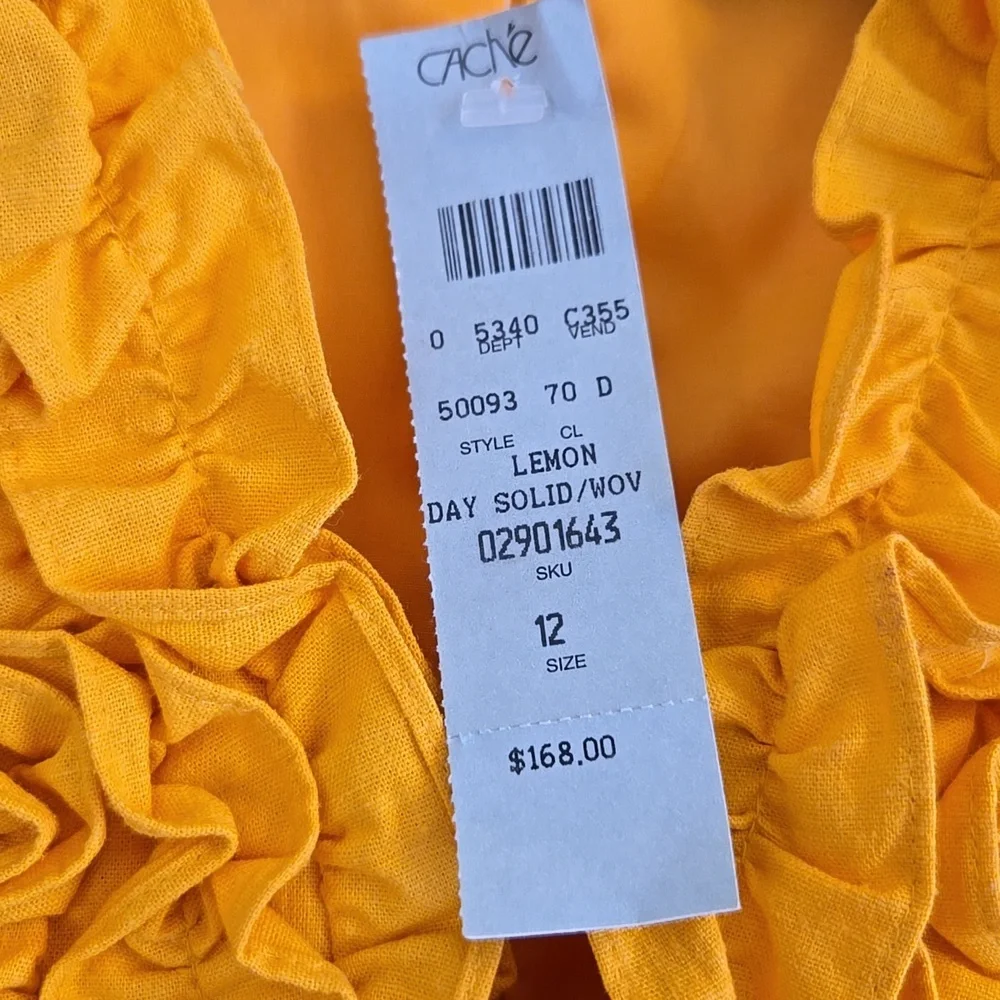 CAChé
0 5340 C355
DEPT VEND
50093 70 D
STYLE CL
LEMON
DAY SOLID/WOV
02901643
SKU
12
SIZE
$168.00